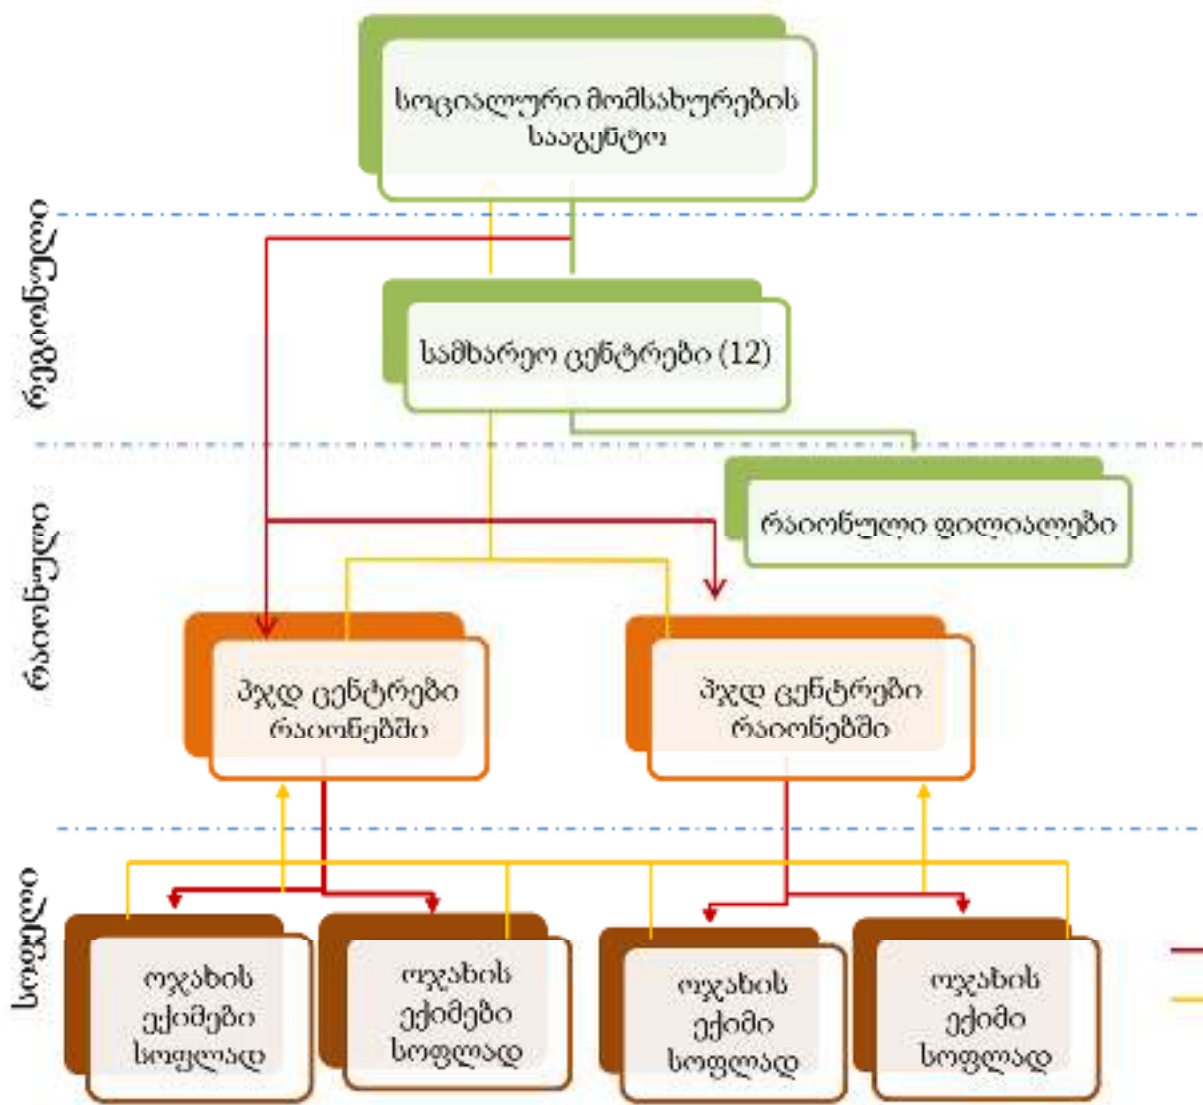 სოციალური მომსახურების
სააგენტო
რეგიონული
სამხარეო ცენტრები (12)
რაიონული
რაიონული ფილიალები
პჯდ ცენტრები
რაიონებში
პჯდ ცენტრები
რაიონებში
სოფელი
ოჯახის
ექიმები
სოფლად
ოჯახის
ექიმები
სოფლად
ოჯახის
ექიმი
სოფლად
ოჯახის
ექიმი
სოფლად